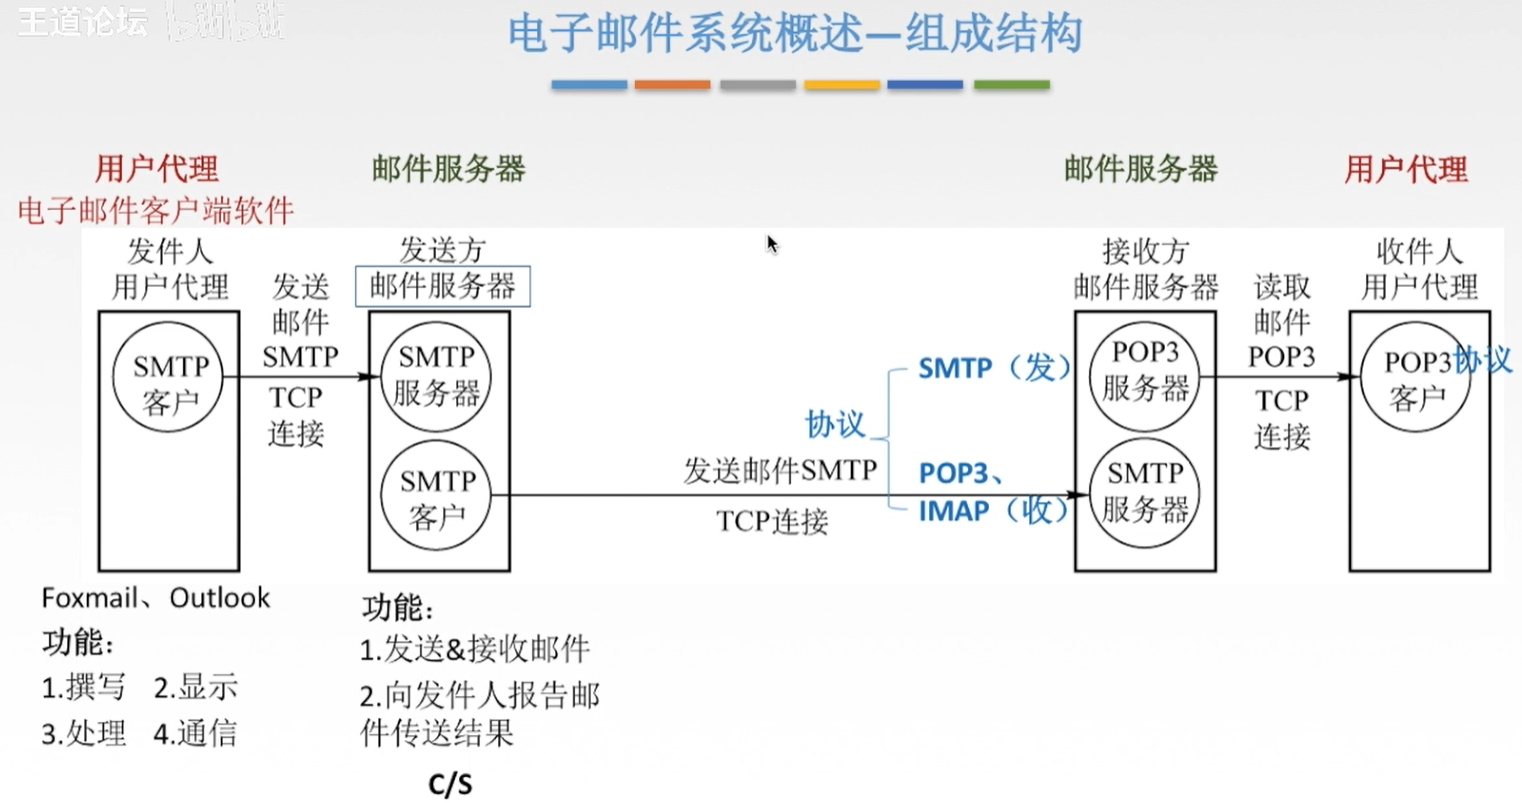 王道论坛 bilibili
电子邮件系统概述—组成结构
用户代理
电子邮件客户端软件
邮件服务器
邮件服务器
用户代理
发件人
用户代理
发送
邮件
SMTP
TCP
连接
发送方
邮件服务器
SMTP
客户
SMTP
服务器
SMTP
客户
发送邮件SMTP
TCP连接
协议
SMTP（发）
POP3、
IMAP（收）
接收方
邮件服务器
POP3
服务器
SMTP
服务器
读取
邮件
POP3
TCP
连接
收件人
用户代理
POP3
客户
协议
Foxmail、Outlook
功能：
1.撰写 2.显示
3.处理 4.通信
功能：
1.发送&接收邮件
2.向发件人报告邮
件传送结果
C/S